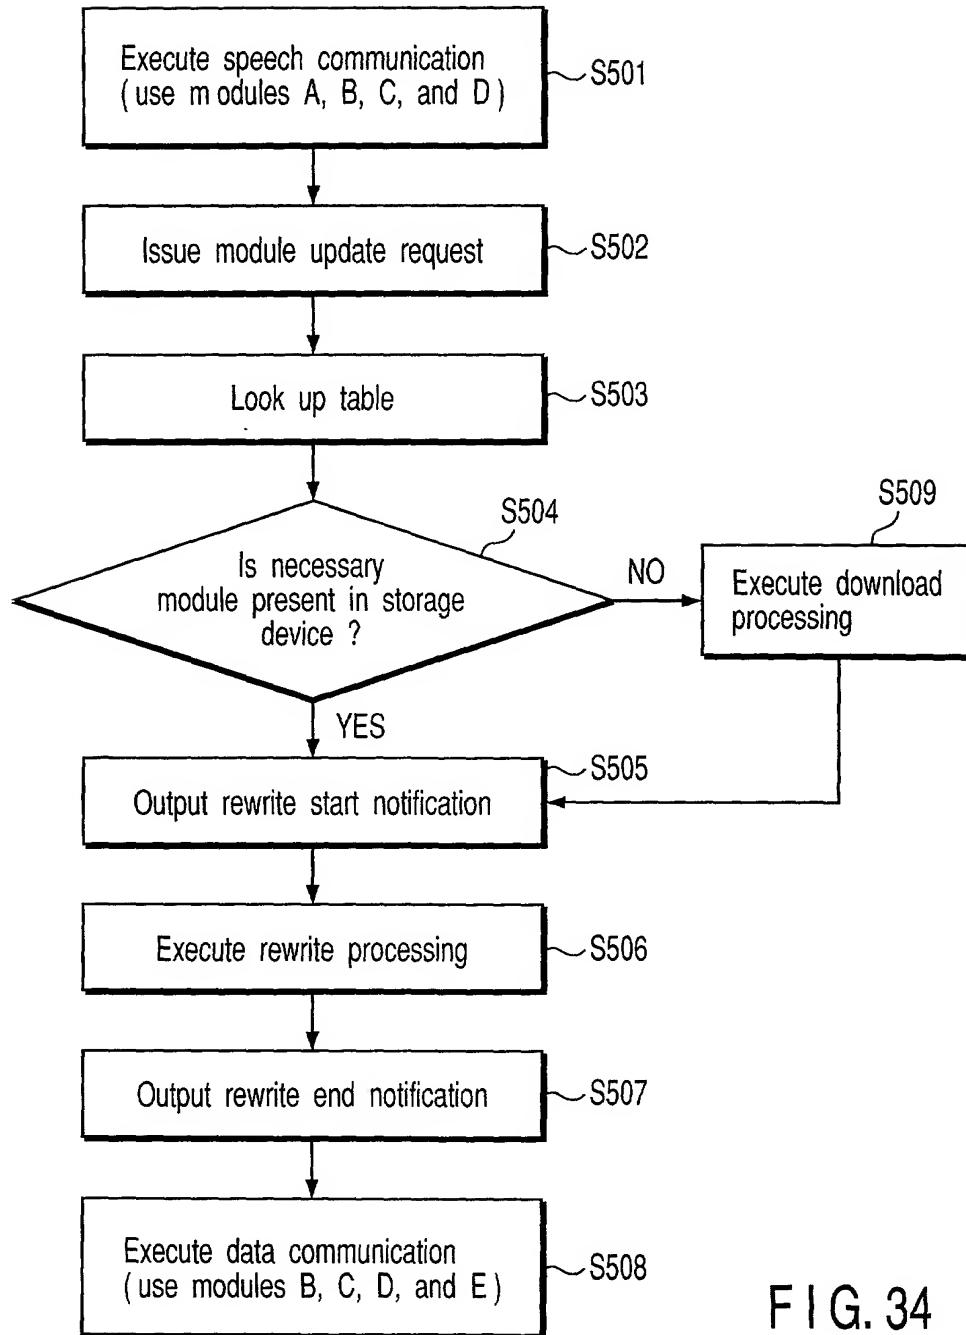 Execute speech communication
(use modules A, B, C, and D)
S501
Issue module update request
S502
Look up table
S503
S504
Is necessary
module present in storage
device ?
NO
S509
Execute download
processing
YES
S505
Output rewrite start notification
Execute rewrite processing
S506
Output rewrite end notification
S507
Execute data communication
(use modules B, C, D, and E)
S508
FIG. 34